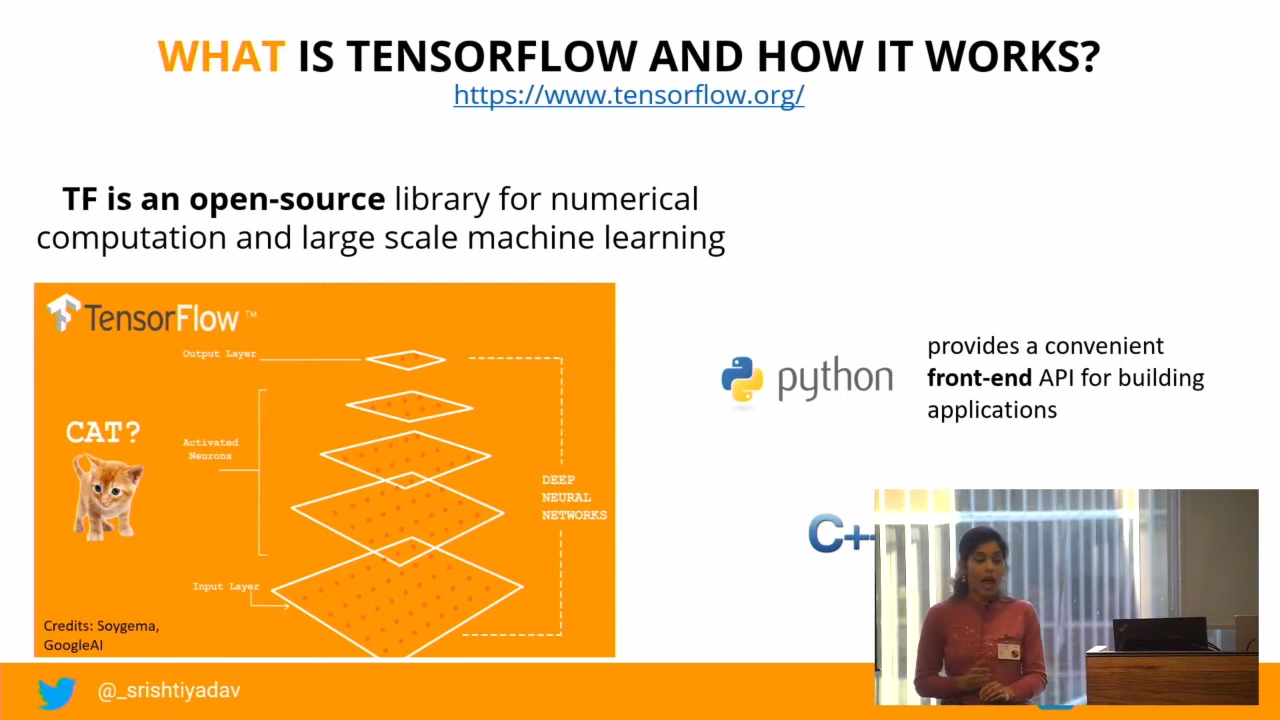 WHAT IS TENSORFLOW AND HOW IT WORKS?
https://www.tensorflow.org/
TF is an open-source library for numerical
computation and large scale machine learning
TensorFlow ™
Output Layer
CAT?
Activated
Neurons
DEEP
NEURAL
NETWORKS
Input Layer
Credits: Soygema,
GoogleAI
python
provides a convenient
front-end API for building
applications
C+
@_srishtiyadav